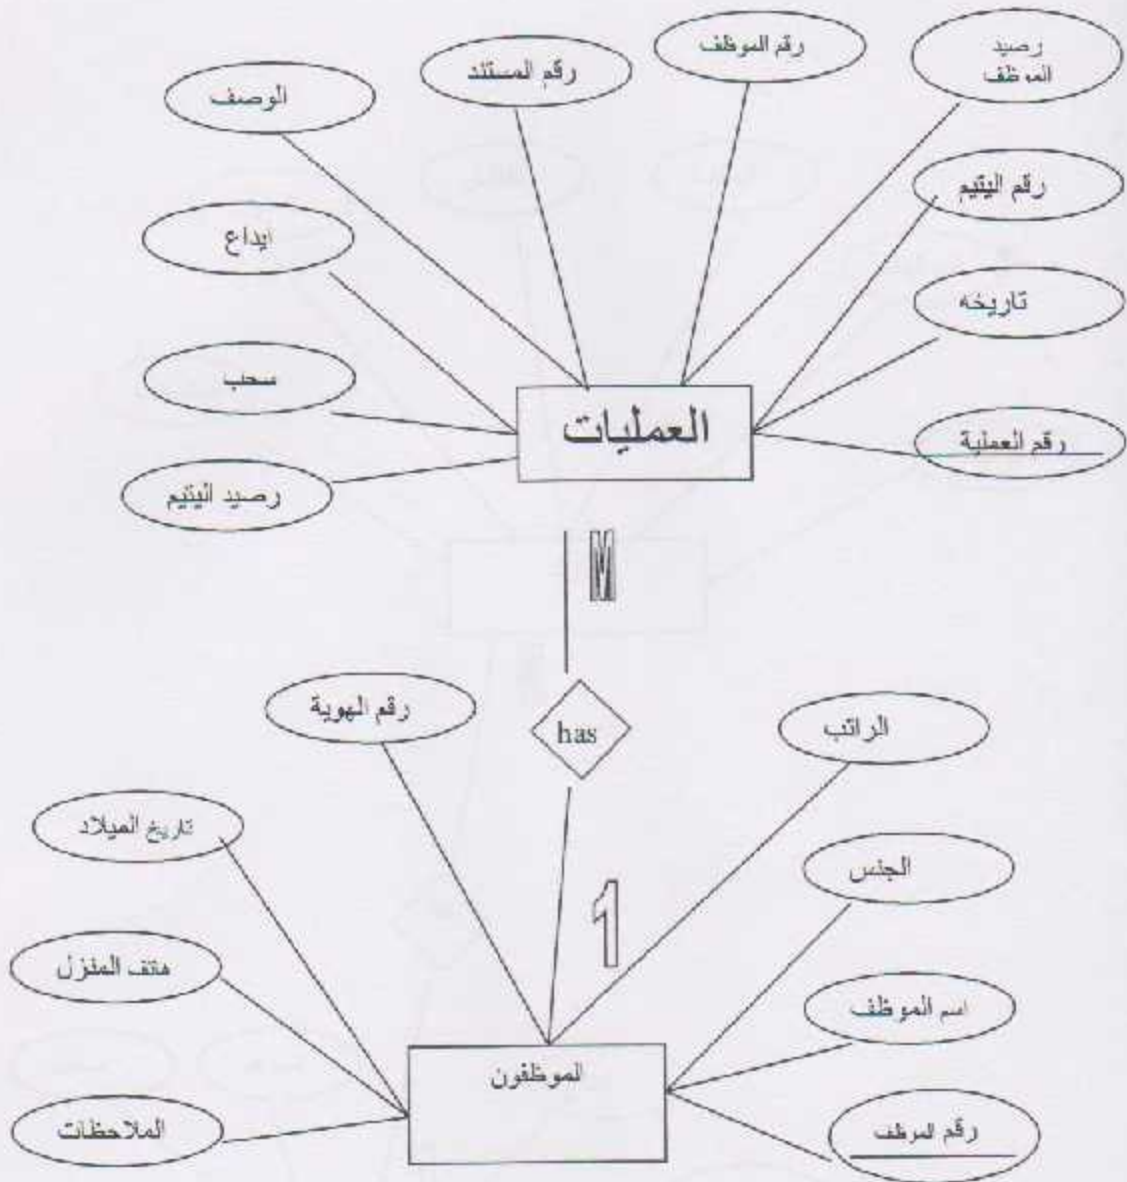 رصيد
الموظف
رقم الموظف
رقم المستند
الوصف
رقم اليتيم
ايداع
تاريخه
سحب
العمليات
رقم العملية
رصيد اليتيم
M
رقم الهوية
has
الراتب
تاريخ الميلاد
الجنس
1
هاتف المنزل
اسم الموظف
الموظفون
الملاحظات
رقم الموظف